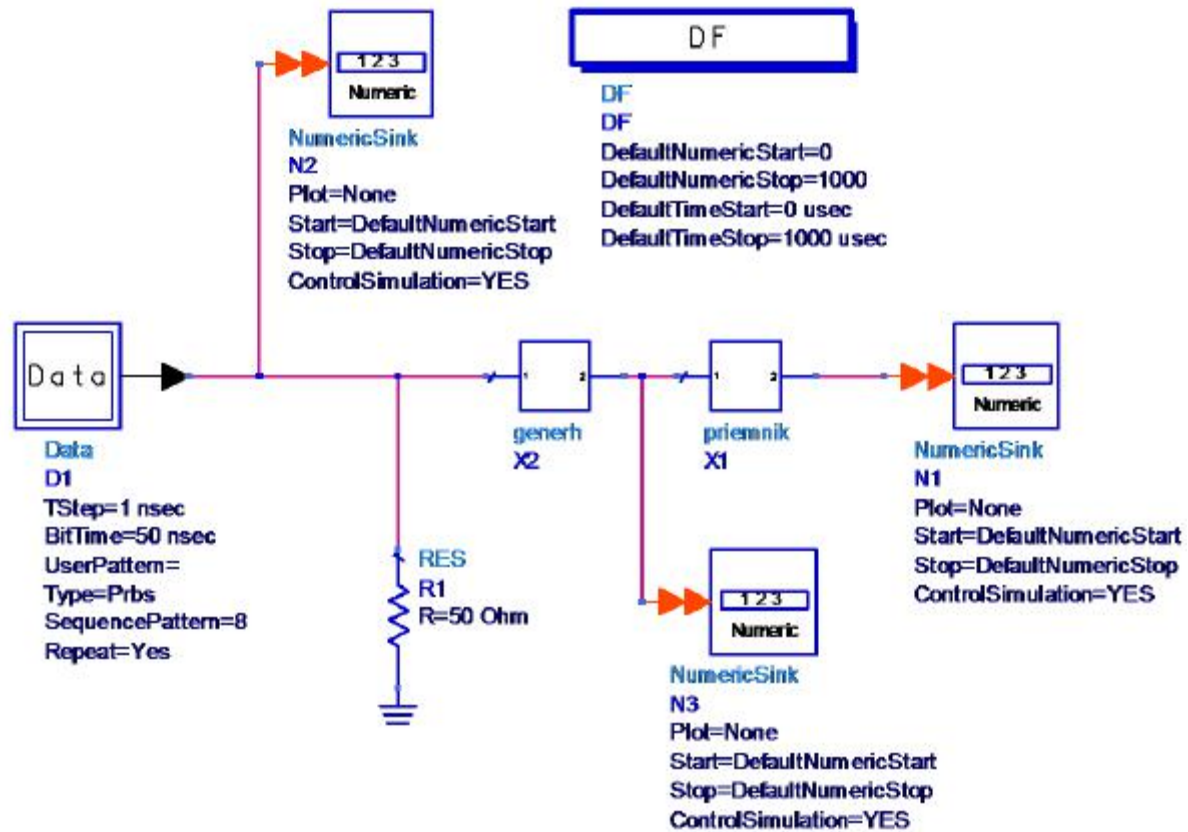 123
Numeric
NumericSink
N2
Plot=None
Start=DefaultNumericStart
Stop=DefaultNumericStop
ControlSimulation=YES
DF
DF
DF
DefaultNumericStart=0
DefaultNumericStop=1000
DefaultTimeStart=0 usec
DefaultTimeStop=1000 usec
Data
Data
D1
TStep=1 nsec
BitTime=50 nsec
UserPattern=
Type=Prbs
SequencePattern=8
Repeat=Yes
RES
R1
R=50 Ohm
1 2
generh
X2
1 2
priemnik
X1
123
Numeric
NumericSink
N1
Plot=None
Start=DefaultNumericStart
Stop=DefaultNumericStop
ControlSimulation=YES
123
Numeric
NumericSink
N3
Plot=None
Start=DefaultNumericStart
Stop=DefaultNumericStop
ControlSimulation=YES